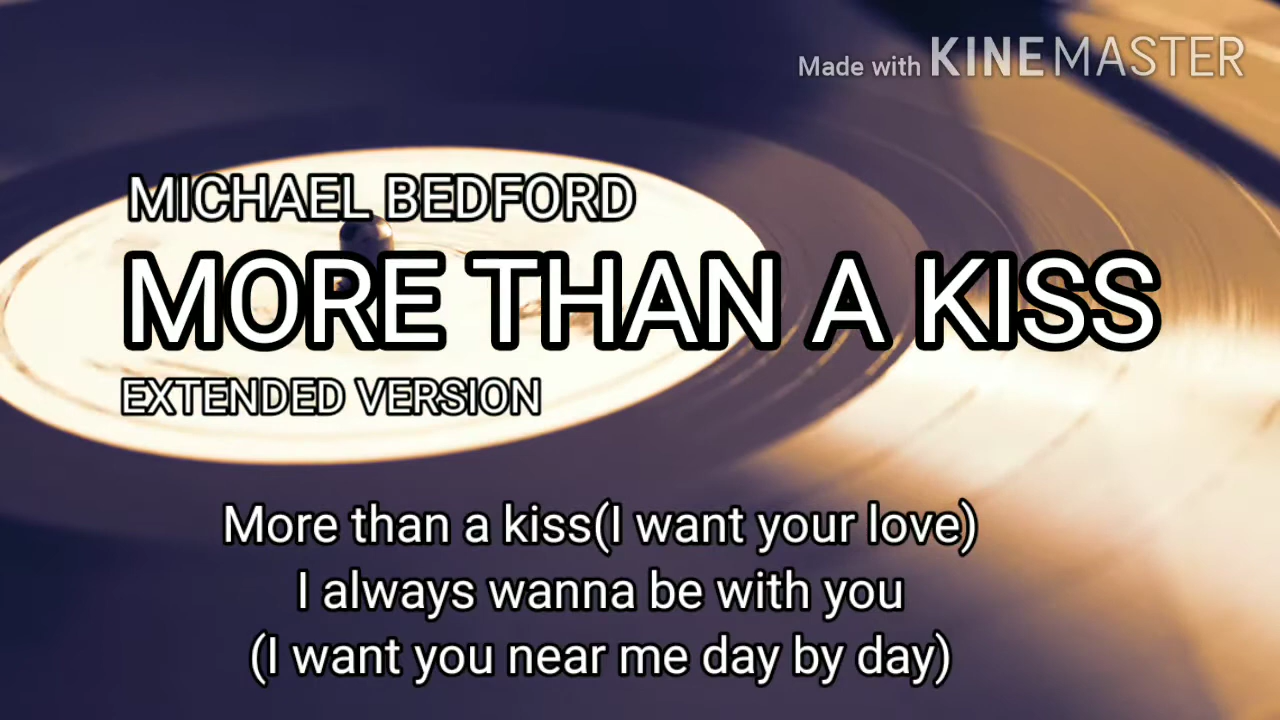 Made with KINEMASTER
MICHAEL BEDFORD
MORE THAN A KISS
EXTENDED VERSION
More than a kiss(I want your love)
I always wanna be with you
(I want you near me day by day)